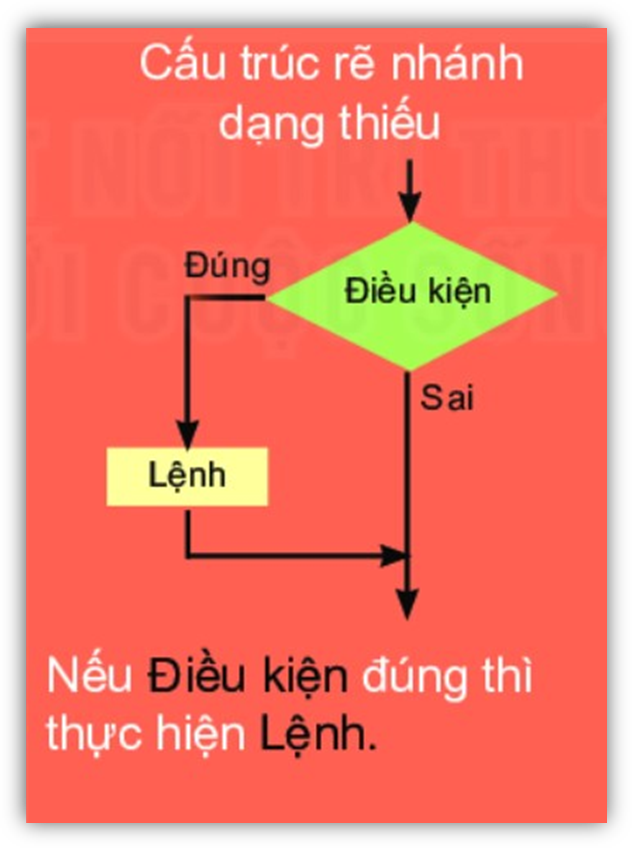 Cấu trúc rẽ nhánh
dạng thiếu
Đúng
Điều kiện
Sai
Lệnh
Nếu Điều kiện đúng thì
thực hiện Lệnh.